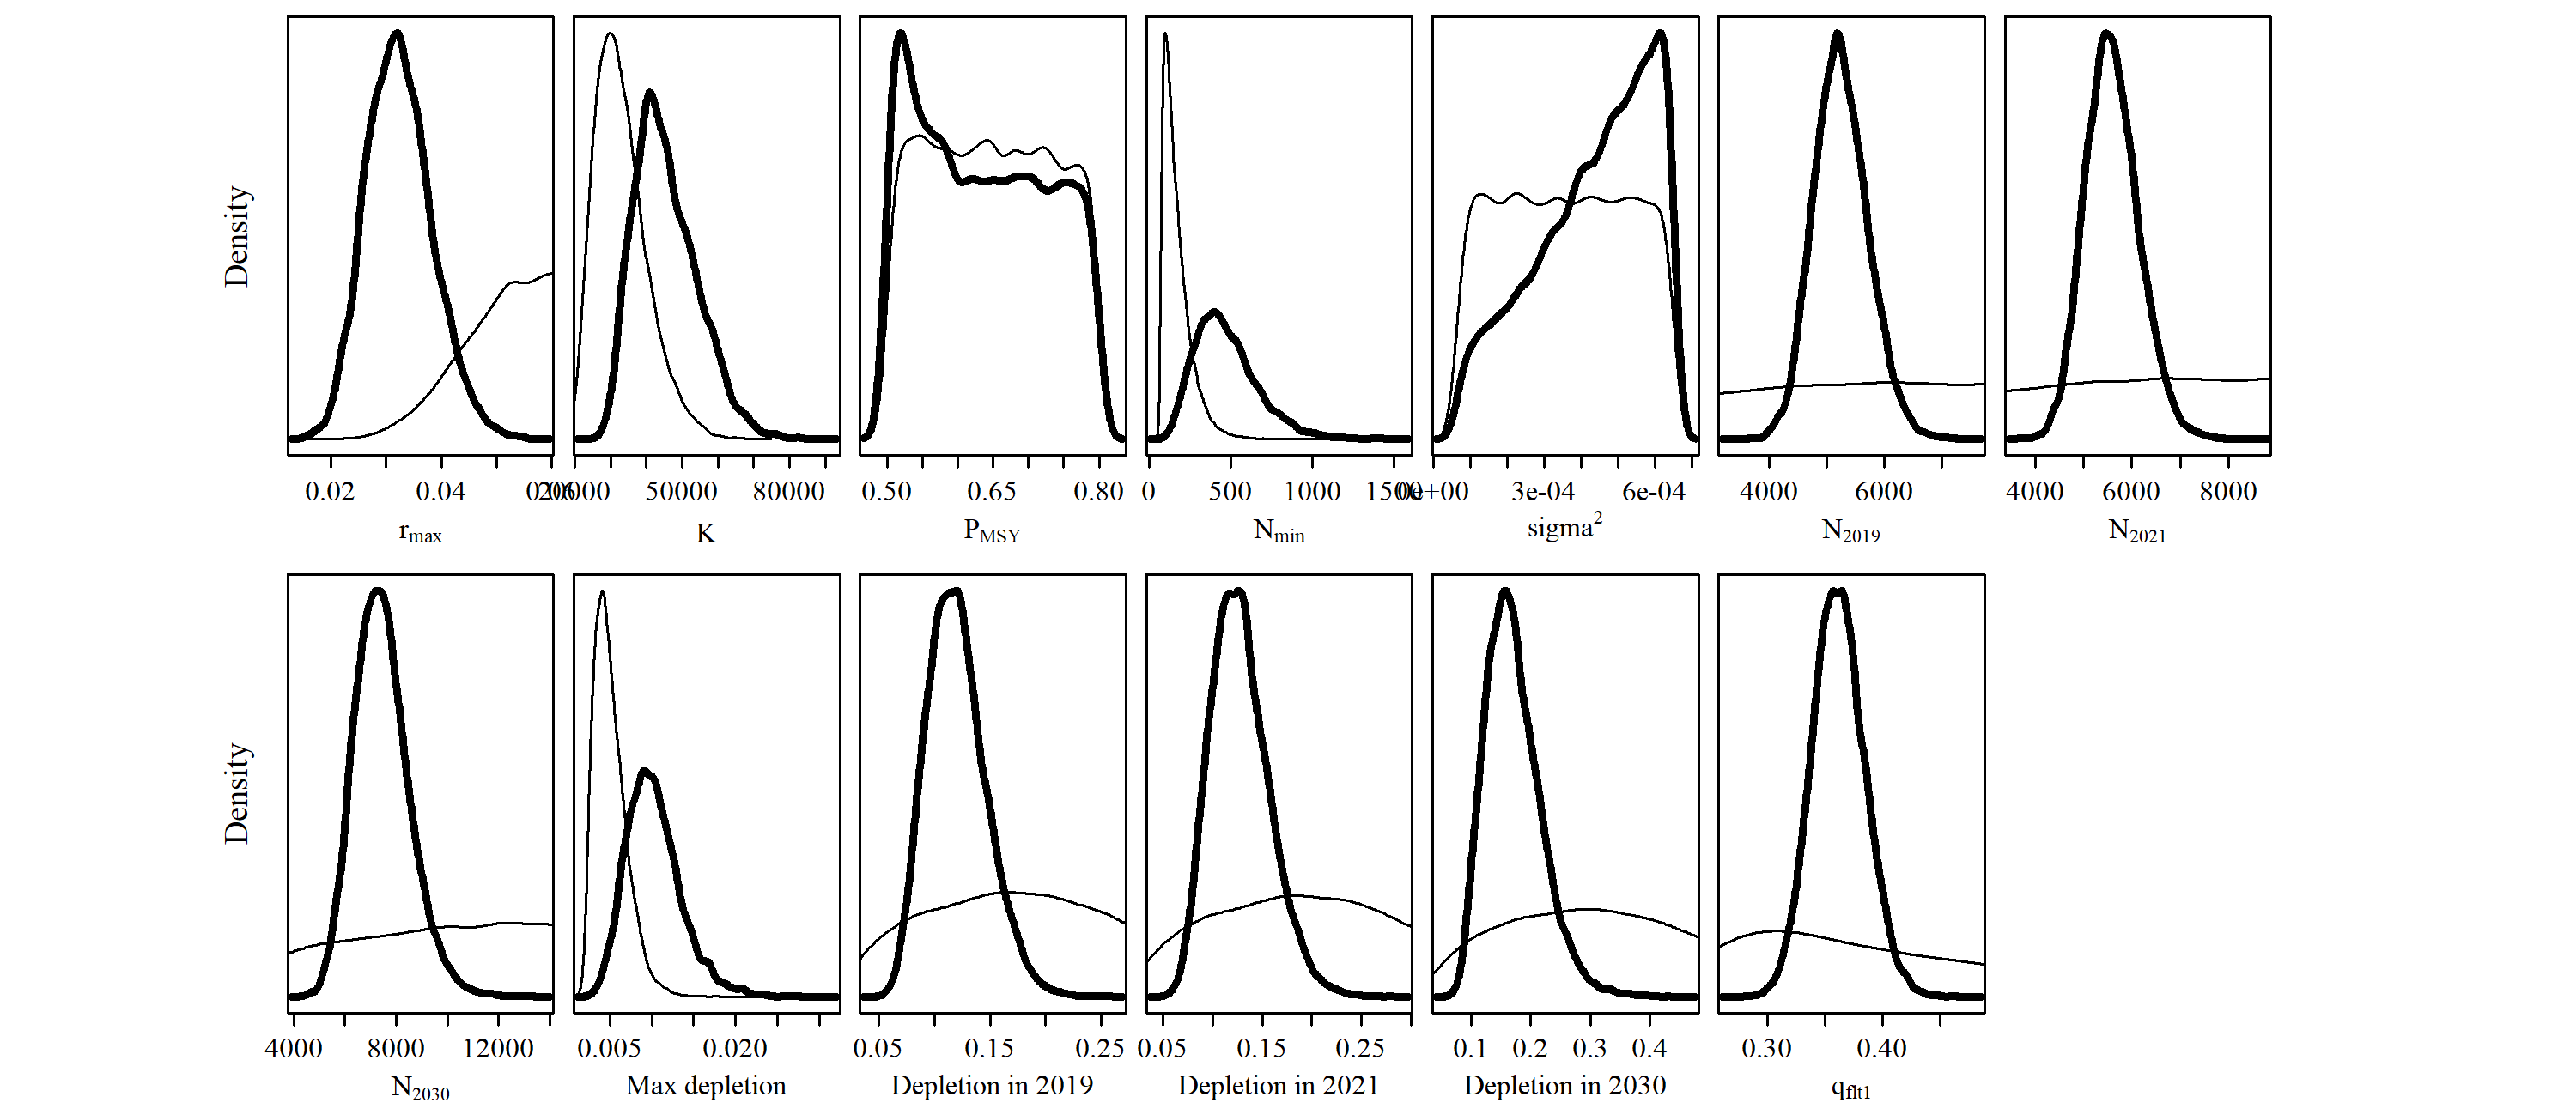 Density
0.02 0.04 0.06 20000 50000 80000 0.50 0.65 0.80 0 500 1000 1500 0e+00 3e-04 6e-04 4000 6000 4000 6000 8000
rmax K PMSY Nmin sigma2 N2019 N2021
Density
4000 8000 12000 0.005 0.020 0.05 0.15 0.25 0.05 0.15 0.25 0.1 0.2 0.3 0.4 0.30 0.40
N2030 Max depletion Depletion in 2019 Depletion in 2021 Depletion in 2030 qflt1